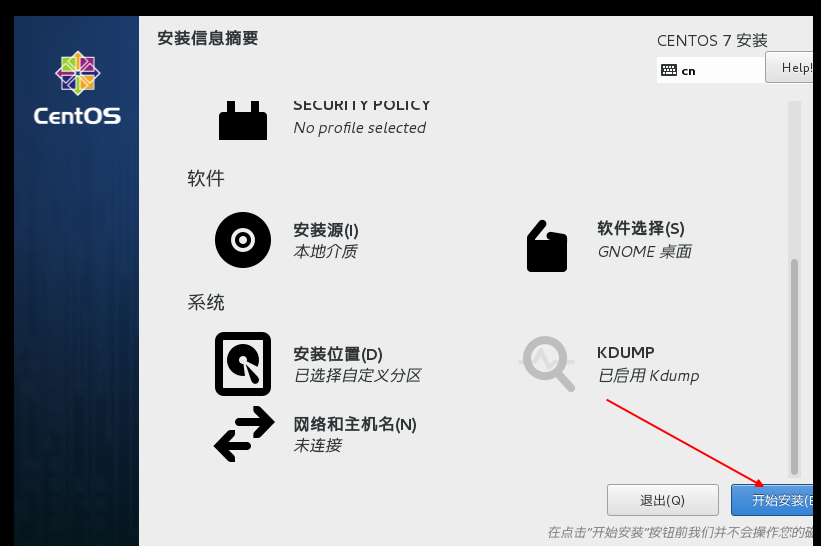 安装信息摘要
CENTOS 7 安装
cn
Help!
CentOS
SECURITY POLICY
No profile selected
软件
安装源(I)
本地介质
软件选择(S)
GNOME 桌面
系统
安装位置(D)
已选择自定义分区
KDUMP
已启用 Kdump
网络和主机名(N)
未连接
退出(Q)
开始安装(
在点击"开始安装"按钮前我们并不会操作您的